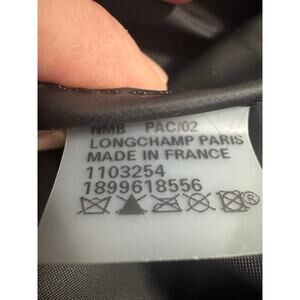 NMB PAC/02
LONGCHAMP PARIS
MADE IN FRANCE
1103254
1899618556